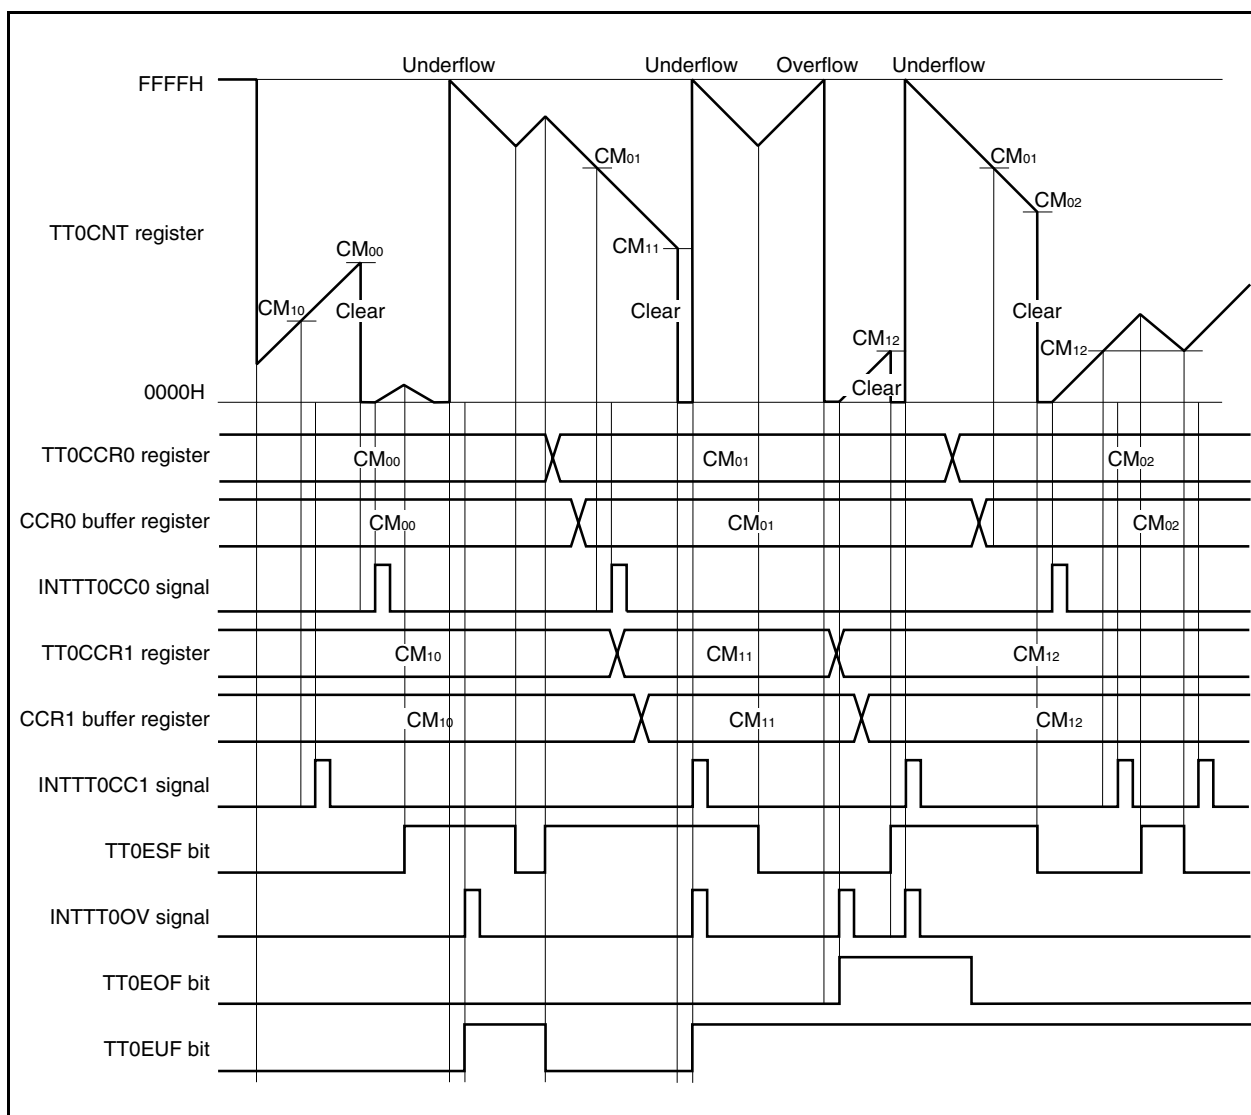 Underflow Underflow Overflow Underflow
FFFFH
CM01 CM01
CM02
TT0CNT register
CM00 CM11
CM10 Clear Clear Clear
CM12 CM12
Clear
0000H
TT0CCR0 register CM00 CM01 CM02
CCR0 buffer register CM00 CM01 CM02
INTTT0CC0 signal
TT0CCR1 register CM10 CM11 CM12
CCR1 buffer register CM10 CM11 CM12
INTTT0CC1 signal
TT0ESF bit
INTTT0OV signal
TT0EOF bit
TT0EUF bit